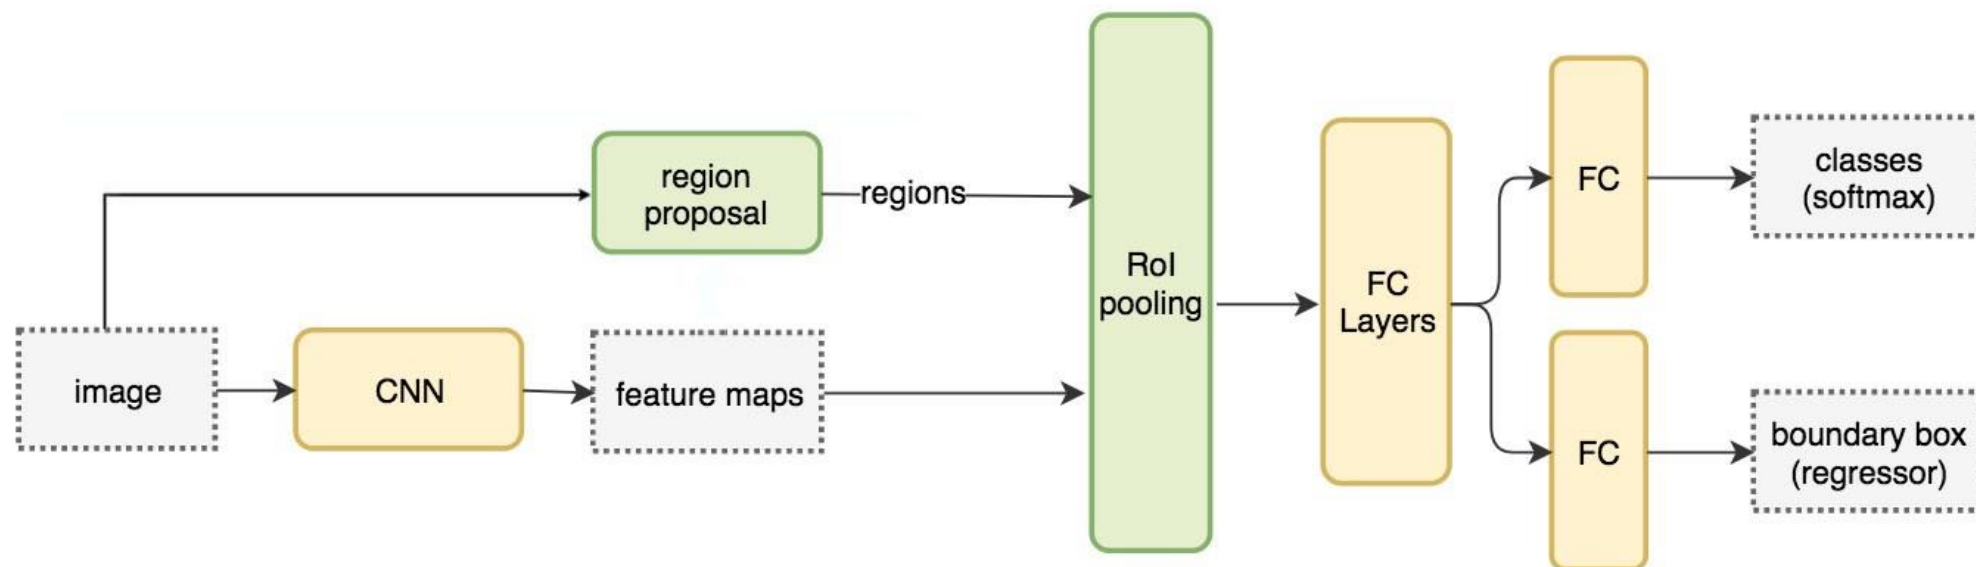 region
proposal
regions
image
CNN
feature maps
RoI
pooling
FC
Layers
FC
classes
(softmax)
FC
boundary box
(regressor)